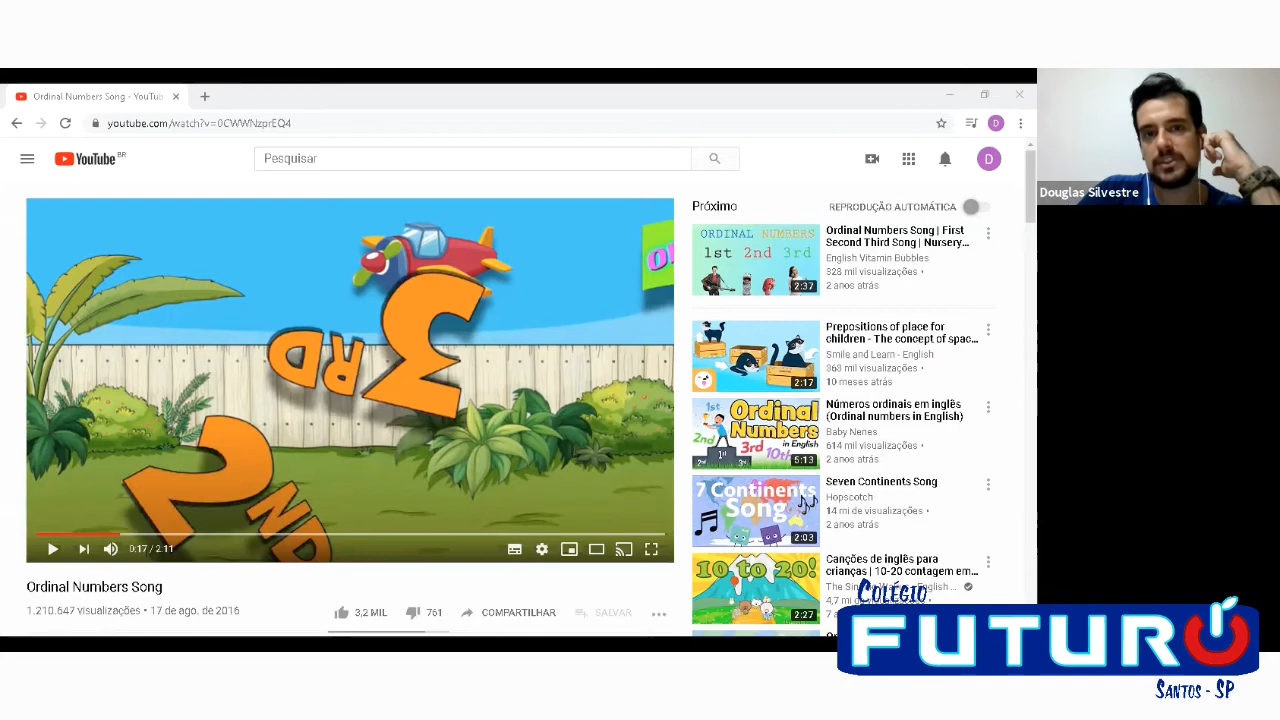 Ordinal Numbers Song - YouTub
youtube.com/watch?v=0CWWNzprEQ4
D
YouTube BR
Pesquisar
D
3RD
2ND
0:17 / 2:11
Ordinal Numbers Song
1.210.647 visualizações • 17 de ago. de 2016
3,2 MIL
761
COMPARTILHAR
SALVAR
Próximo
REPRODUÇÃO AUTOMÁTICA
ORDINAL NUMBERS
1st 2nd 3rd
2:37
Ordinal Numbers Song | First
Second Third Song | Nursery...
English Vitamin Bubbles
328 mil visualizações •
2 anos atrás
2:17
Prepositions of place for
children - The concept of spac...
Smile and Learn - English
363 mil visualizações •
10 meses atrás
1st
Ordinal
Numbers
in English
2nd
3rd
10th
2nd
1st
3rd
5:13
Números ordinais em inglês
(Ordinal numbers in English)
Baby Nenes
614 mil visualizações •
2 anos atrás
7 Continents
Song
2:03
Seven Continents Song
Hopscotch
14 mi de visualizações •
2 anos atrás
10 to 20!
2:27
Canções de inglês para
crianças | 10-20 contagem em...
Douglas Silvestre
COLÉGIO
FUTURO
SANTOS - SP